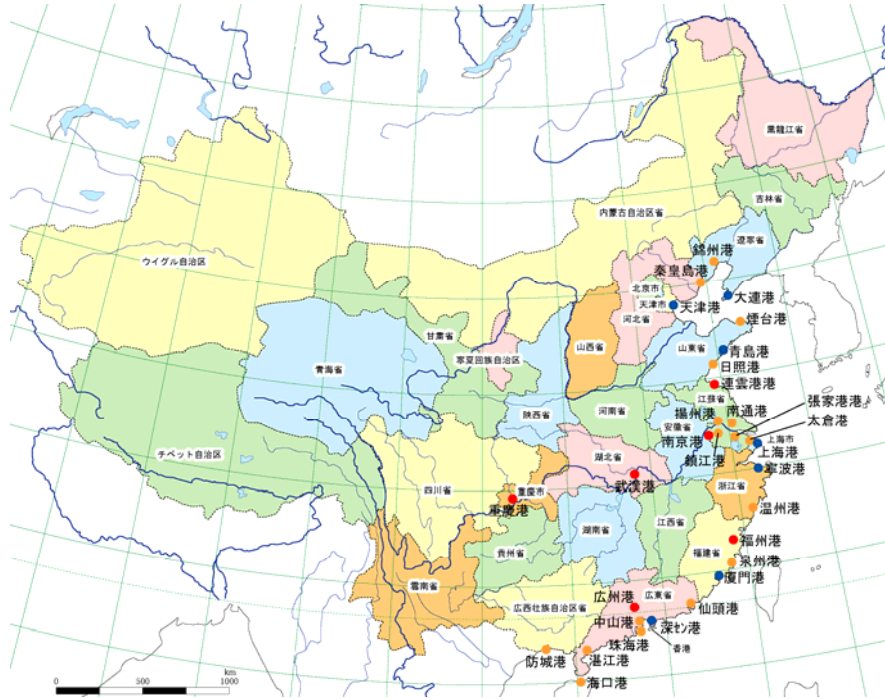 黒龍江省
吉林省
内蒙古自治区省
遼寧省
錦州港
秦皇島港
ウイグル自治区
北京市
大連港
天津市
天津港
河北省
煙台港
山西省
山東省
青島港
甘粛省
寧夏回族自治区
日照港
青海省
連雲港港
江蘇省
張家港港
陝西省
河南省
揚州港
南通港
太倉港
安徽省
南京港
上海市
上海港
チベット自治区
鎮江港
湖北省
寧波港
四川省
重慶市
武漢港
浙江省
重慶港
温州港
湖南省
江西省
福州港
貴州省
福建省
泉州港
厦門港
雲南省
広西壮族自治区省
広州港
広東省
仙頭港
中山港
深セン港
珠海港
香港
防城港
湛江港
海口港
km
0 500 1000